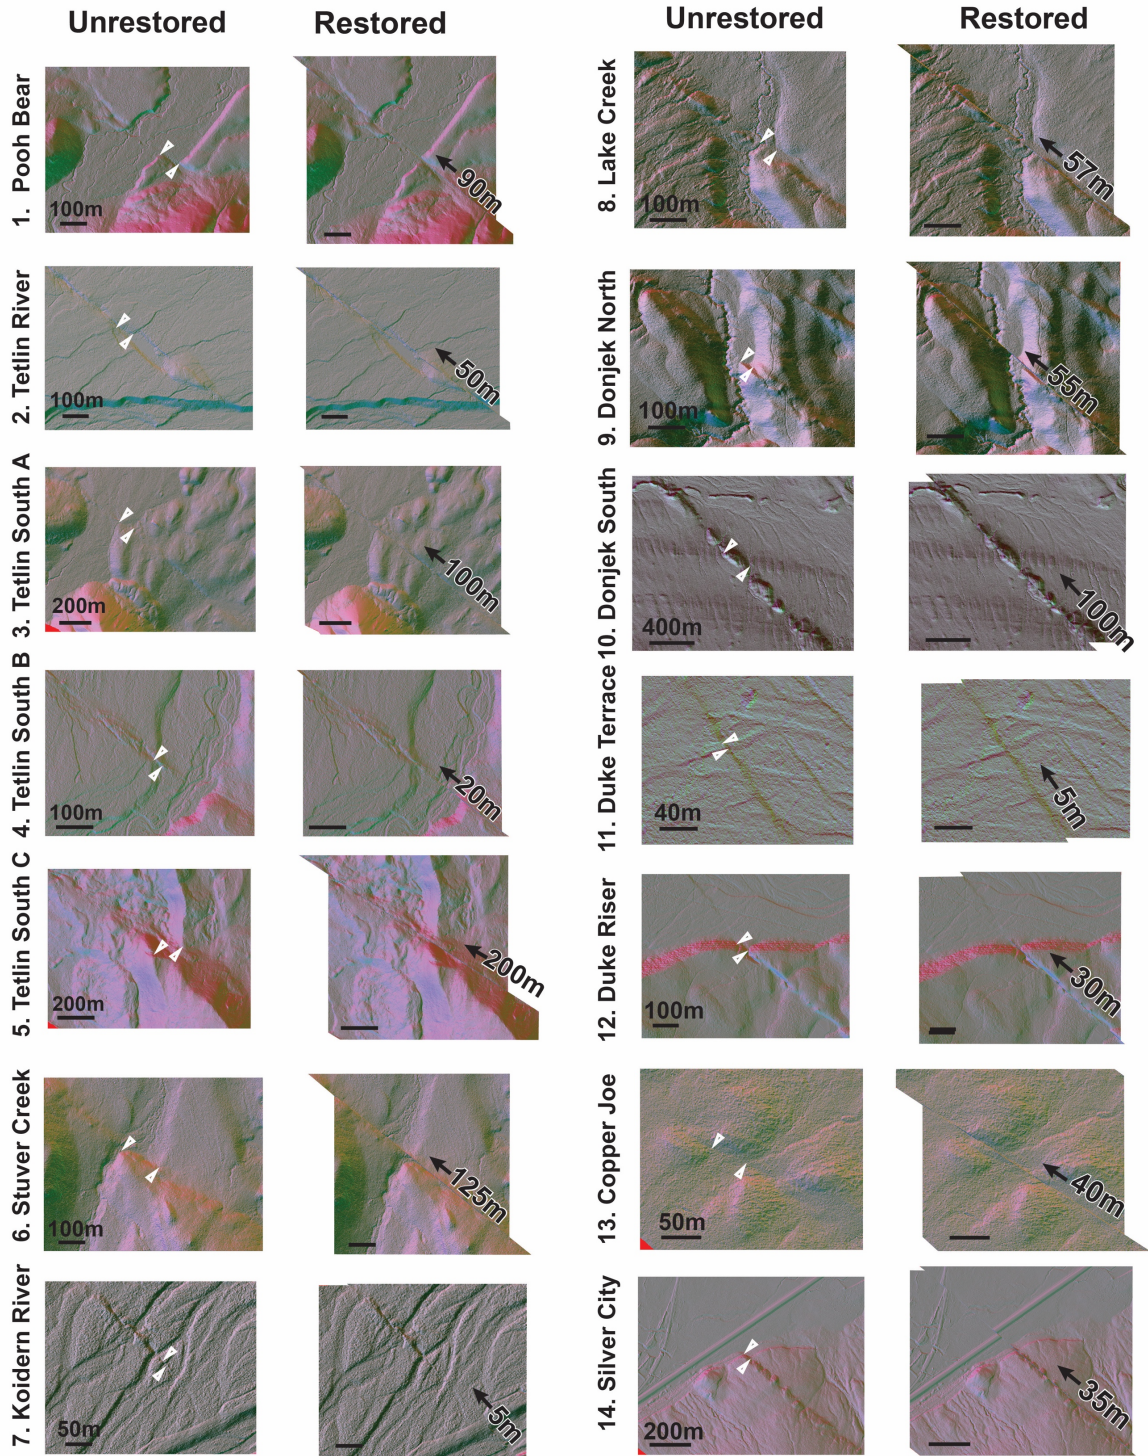 Unrestored
Restored
1. Pooh Bear
100m
90m
2. Tetlin River
100m
50m
3. Tetlin South A
200m
100m
4. Tetlin South B
100m
20m
5. Tetlin South C
200m
200m
6. Stuver Creek
100m
125m
7. Koidern River
50m
5m
Unrestored
Restored
8. Lake Creek
100m
57m
9. Donjek North
100m
55m
10. Donjek South
400m
100m
11. Duke Terrace
40m
5m
12. Duke Riser
100m
30m
13. Copper Joe
50m
40m
14. Silver City
200m
35m